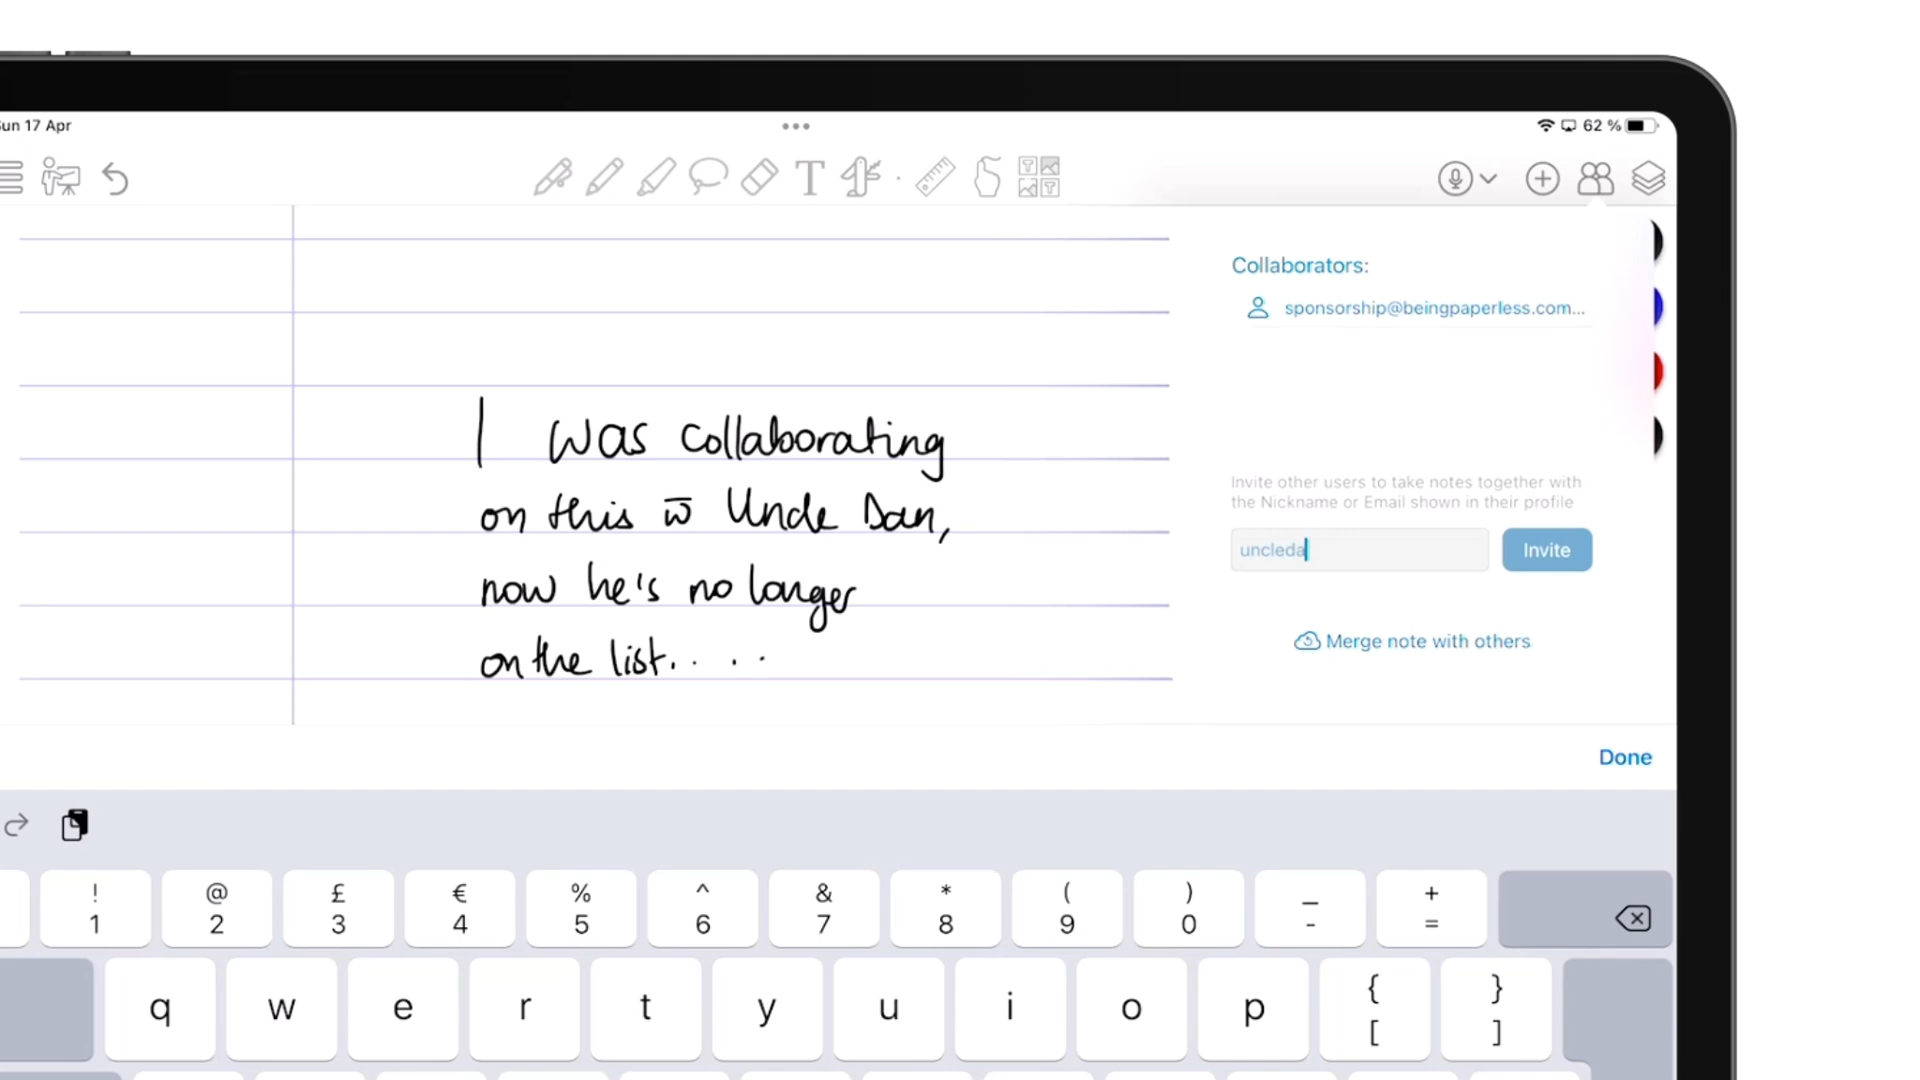 Sun 17 Apr
62 %
T
Collaborators:
sponsorship@beingpaperless.com...
I was collaborating
on this w̅ Uncle Dan,
now he's no longer
on the list.. ..
Invite other users to take notes together with
the Nickname or Email shown in their profile
uncleda
Invite
Merge note with others
Done
! @ £ € % ^ & * ( ) _ +
1 2 3 4 5 6 7 8 9 0 - =
q w e r t y u i o p { }
[ ]